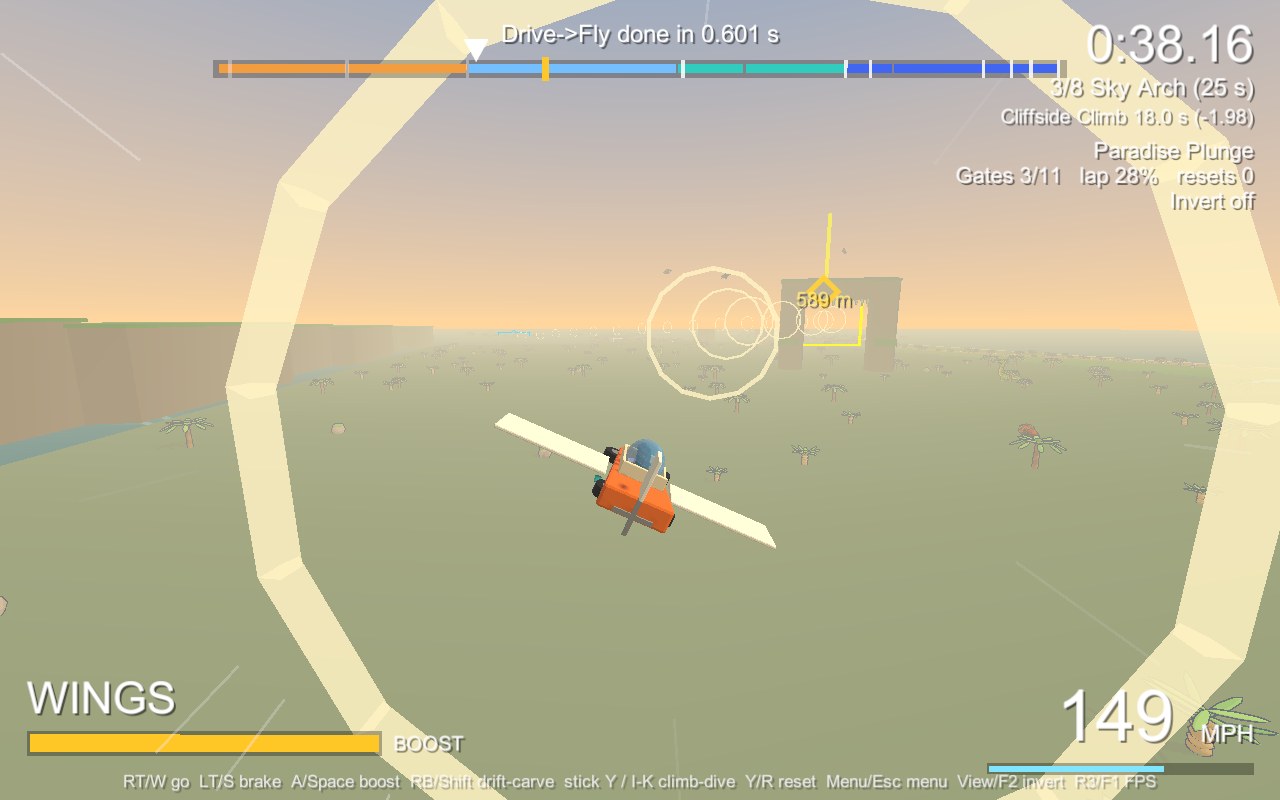 Drive->Fly done in 0.601 s
0:38.16
3/8 Sky Arch (25 s)
Cliffside Climb 18.0 s (-1.98)
Paradise Plunge
Gates 3/11 lap 28% resets 0
Invert off
589 m
WINGS
BOOST
149 MPH
RT/W go LT/S brake A/Space boost RB/Shift drift-carve stick Y / I-K climb-dive Y/R reset Menu/Esc menu View/F2 invert R3/F1 FPS